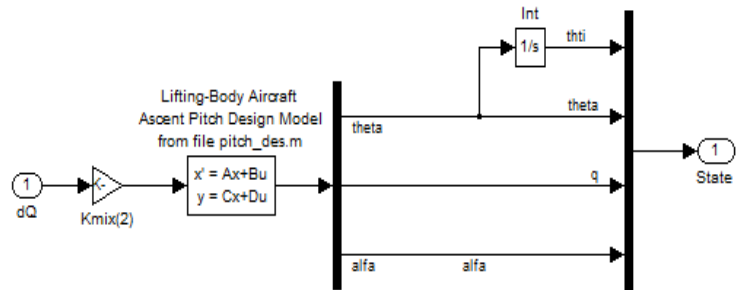 Int
1/s
thti
Lifting-Body Aircraft
Ascent Pitch Design Model
from file pitch_des.m
theta
theta
1
dQ
K-
Kmix(2)
x' = Ax+Bu
y = Cx+Du
q
1
State
alfa
alfa